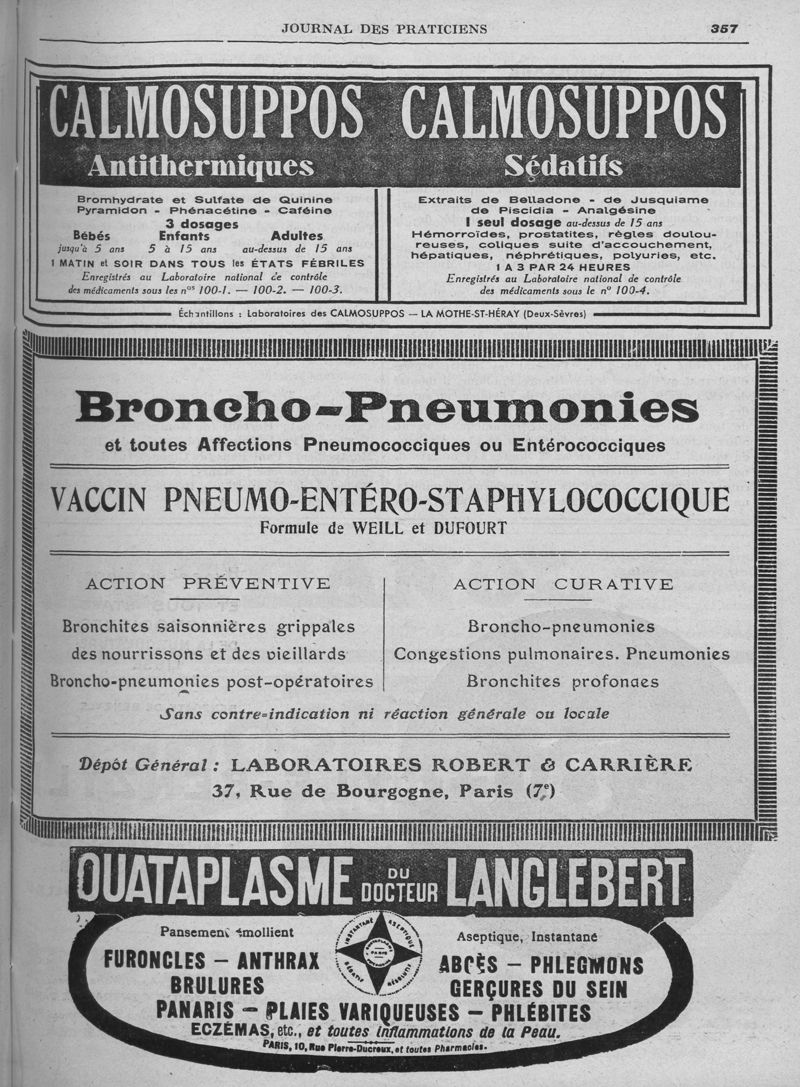 JOURNAL DES PRATICIENS 357
CALMOSUPPOS
Antithermiques
Bromhydrate et Sulfate de Quinine
Pyramidon - Phénacétine - Caféine
3 dosages
Bébés Enfants Adultes
jusqu'à 5 ans 5 à 15 ans au-dessus de 15 ans
1 MATIN et SOIR DANS TOUS les ÉTATS FÉBRILES
Enregistrés au Laboratoire national de contrôle
des médicaments sous les nos 100-1. — 100-2. — 100-3.
CALMOSUPPOS
Sédatifs
Extraits de Belladone - de Jusquiame
de Piscidia - Analgésine
1 seul dosage au-dessus de 15 ans
Hémorroïdes, prostatites, règles doulou-
reuses, coliques suite d'accouchement,
hépatiques, néphrétiques, polyuries, etc.
1 A 3 PAR 24 HEURES
Enregistrés au Laboratoire national de contrôle
des médicaments sous le n° 100-4.
Échantillons : Laboratoires des CALMOSUPPOS — LA MOTHE-ST-HÉRAY (Deux-Sèvres)
Broncho-Pneumonies
et toutes Affections Pneumococciques ou Entérococciques
VACCIN PNEUMO-ENTÉRO-STAPHYLOCOCCIQUE
Formule de WEILL et DUFOURT
ACTION PRÉVENTIVE
Bronchites saisonnières grippales
des nourrissons et des vieillards
Broncho-pneumonies post-opératoires
ACTION CURATIVE
Broncho-pneumonies
Congestions pulmonaires. Pneumonies
Bronchites profondes
Sans contre-indication ni réaction générale ou locale
Dépôt Général : LABORATOIRES ROBERT & CARRIÈRE
37, Rue de Bourgogne, Paris (7e)
OUATAPLASME DU DOCTEUR LANGLEBERT
Pansement émollient
Aseptique, Instantané
INSTANTANÉ ASEPTIQUE
FURONCLES — ANTHRAX
BRULURES
ABCÈS — PHLEGMONS
GERÇURES DU SEIN
PANARIS — PLAIES VARIQUEUSES — PHLÉBITES
ECZÉMAS, etc., et toutes inflammations de la Peau.
PARIS, 10, Rue Pierre-Ducreux, et toutes Pharmacies.